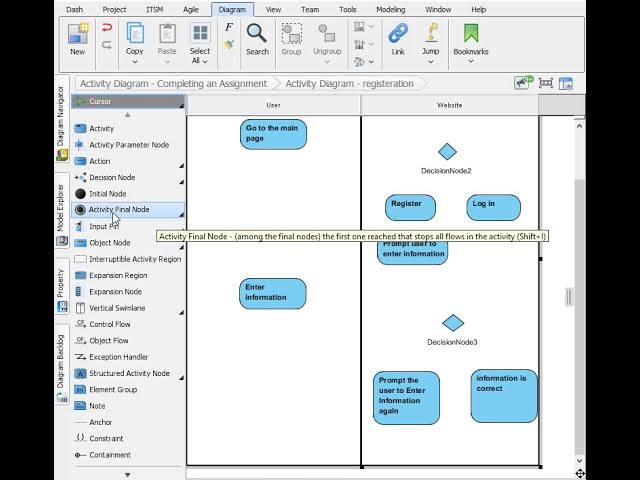 Dash
Project
ITSM
Agile
Diagram
View
Team
Tools
Modeling
Window
Help
New
Copy
Paste
Select
All
Search
Group
Ungroup
Link
Jump
Bookmarks
Activity Diagram - Completing an Assignment
Activity Diagram - registeration
Diagram Navigator
Model Explorer
Property
Diagram Backlog
Cursor
Activity
Activity Parameter Node
Action
Decision Node
Initial Node
Activity Final Node
Input Pin
Object Node
Interruptible Activity Region
Expansion Region
Expansion Node
Vertical Swimlane
Control Flow
Object Flow
Exception Handler
Structured Activity Node
Element Group
Note
Anchor
Constraint
Containment
User
Website
Go to the main
page
DecisionNode2
Register
Log in
Activity Final Node - (among the final nodes) the first one reached that stops all flows in the activity (Shift+I)
Prompt user to
enter information
Enter
information
DecisionNode3
Prompt the
user to Enter
Information
again
information is
correct